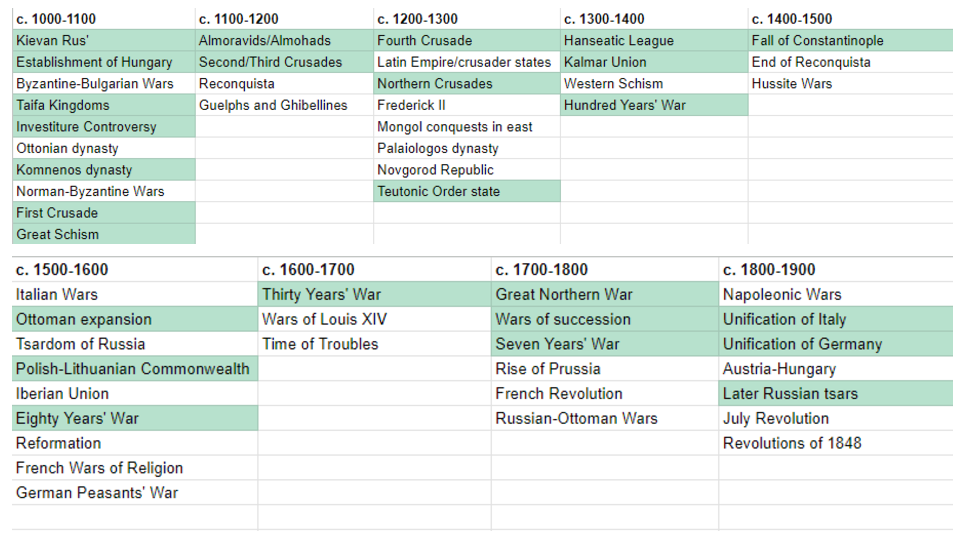 c. 1000-1100 c. 1100-1200 c. 1200-1300 c. 1300-1400 c. 1400-1500
Kievan Rus' Almoravids/Almohads Fourth Crusade Hanseatic League Fall of Constantinople
Establishment of Hungary Second/Third Crusades Latin Empire/crusader states Kalmar Union End of Reconquista
Byzantine-Bulgarian Wars Reconquista Northern Crusades Western Schism Hussite Wars
Taifa Kingdoms Guelphs and Ghibellines Frederick II Hundred Years' War
Investiture Controversy Mongol conquests in east
Ottonian dynasty Palaiologos dynasty
Komnenos dynasty Novgorod Republic
Norman-Byzantine Wars Teutonic Order state
First Crusade
Great Schism
c. 1500-1600 c. 1600-1700 c. 1700-1800 c. 1800-1900
Italian Wars Thirty Years' War Great Northern War Napoleonic Wars
Ottoman expansion Wars of Louis XIV Wars of succession Unification of Italy
Tsardom of Russia Time of Troubles Seven Years' War Unification of Germany
Polish-Lithuanian Commonwealth Rise of Prussia Austria-Hungary
Iberian Union French Revolution Later Russian tsars
Eighty Years' War Russian-Ottoman Wars July Revolution
Reformation Revolutions of 1848
French Wars of Religion
German Peasants' War